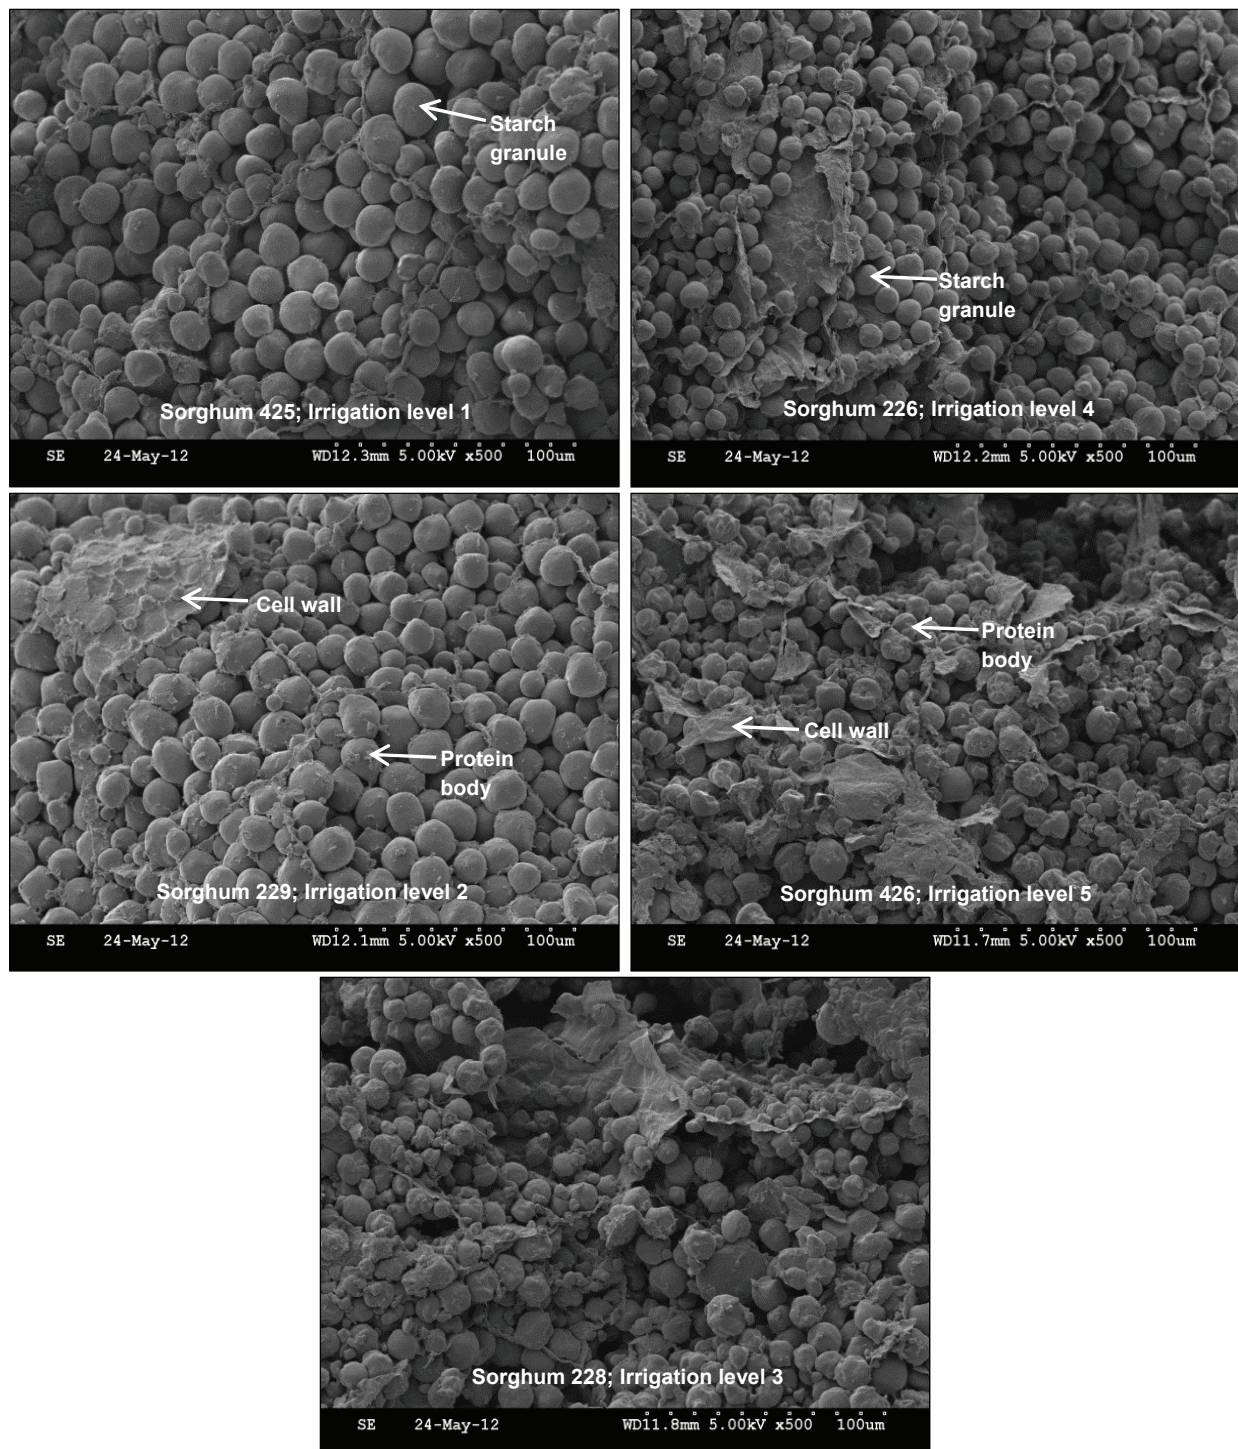 Starch
granule
Sorghum 425; Irrigation level 1
SE 24-May-12 WD12.3mm 5.00kV x500 100um
Starch
granule
Sorghum 226; Irrigation level 4
SE 24-May-12 WD12.2mm 5.00kV x500 100um
Cell wall
Protein
body
Sorghum 229; Irrigation level 2
SE 24-May-12 WD12.1mm 5.00kV x500 100um
Protein
body
Cell wall
Sorghum 426; Irrigation level 5
SE 24-May-12 WD11.7mm 5.00kV x500 100um
Sorghum 228; Irrigation level 3
SE 24-May-12 WD11.8mm 5.00kV x500 100um